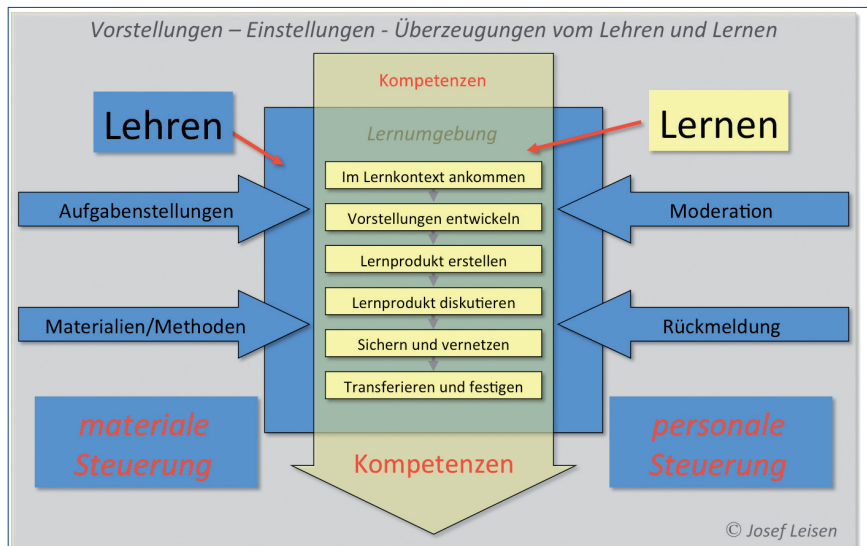 Vorstellungen – Einstellungen - Überzeugungen vom Lehren und Lernen
Kompetenzen
Lehren
Lernumgebung
Lernen
Im Lernkontext ankommen
Aufgabenstellungen
Vorstellungen entwickeln
Moderation
Lernprodukt erstellen
Lernprodukt diskutieren
Materialien/Methoden
Sichern und vernetzen
Rückmeldung
Transferieren und festigen
materiale
Steuerung
Kompetenzen
personale
Steuerung
© Josef Leisen